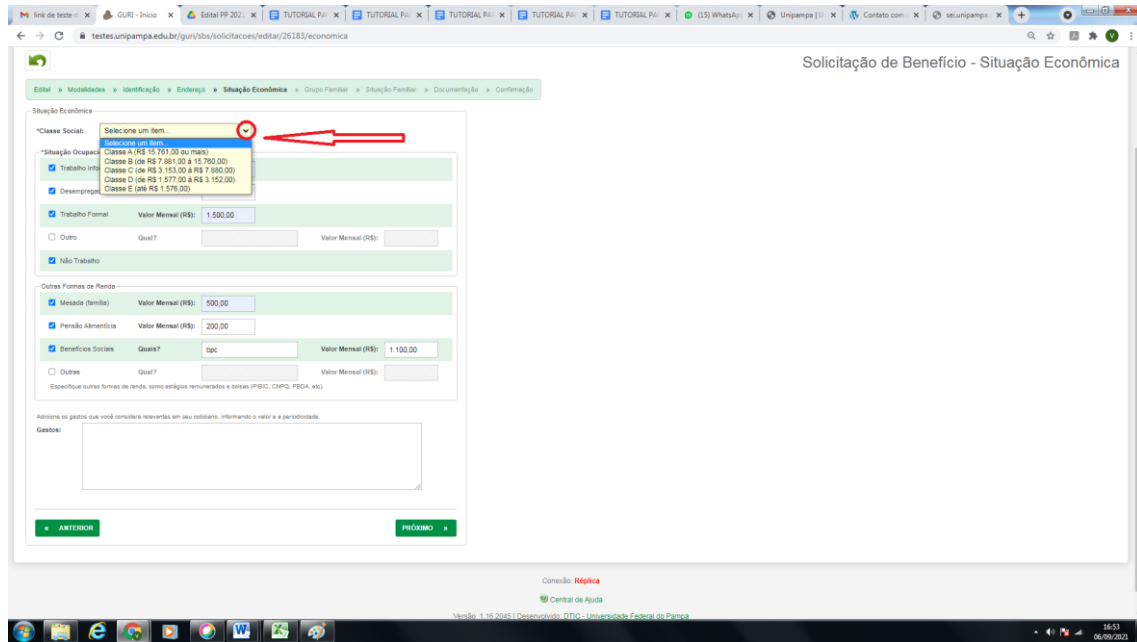 link de teste d
GURI - Início
Edital PP 202
TUTORIAL PA
TUTORIAL PA
TUTORIAL PA
TUTORIAL PA
TUTORIAL PA
(15) WhatsAp
Unipampa | U
Contato com
sei.unipampa
testes.unipampa.edu.br/guri/sbs/solicitacoes/editar/26183/economica
Solicitação de Benefício - Situação Econômica
Edital » Modalidades » Identificação » Endereço » Situação Econômica » Grupo Familiar » Situação Familiar » Documentação » Confirmação
Situação Econômica
*Classe Social: Selecione um item...
Selecione um item...
Classe A (R$ 15.761,00 ou mais)
Classe B (de R$ 7.881,00 à 15.760,00)
Classe C (de R$ 3.153,00 à R$ 7.880,00)
Classe D (de R$ 1.577,00 à R$ 3.152,00)
Classe E (até R$ 1.576,00)
*Situação Ocupaci
Trabalho Info
Desempregad
Trabalho Formal Valor Mensal (R$): 1.500,00
Outro Qual? Valor Mensal (R$):
Não Trabalho
Outras Formas de Renda
Mesada (família) Valor Mensal (R$): 500,00
Pensão Alimentícia Valor Mensal (R$): 200,00
Benefícios Sociais Quais? bpc Valor Mensal (R$): 1.100,00
Outras Qual? Valor Mensal (R$):
Especifique outras formas de renda, como estágios remunerados e bolsas (PIBIC, CNPQ, PBDA, etc).
Adicione os gastos que você considera relevantes em seu cotidiano, informando o valor e a periodicidade.
Gastos:
« ANTERIOR
PRÓXIMO »
Conexão: Réplica
Central de Ajuda
Versão: 1.16.2045 | Desenvolvido: DTIC - Universidade Federal do Pampa
16:53
06/09/2021